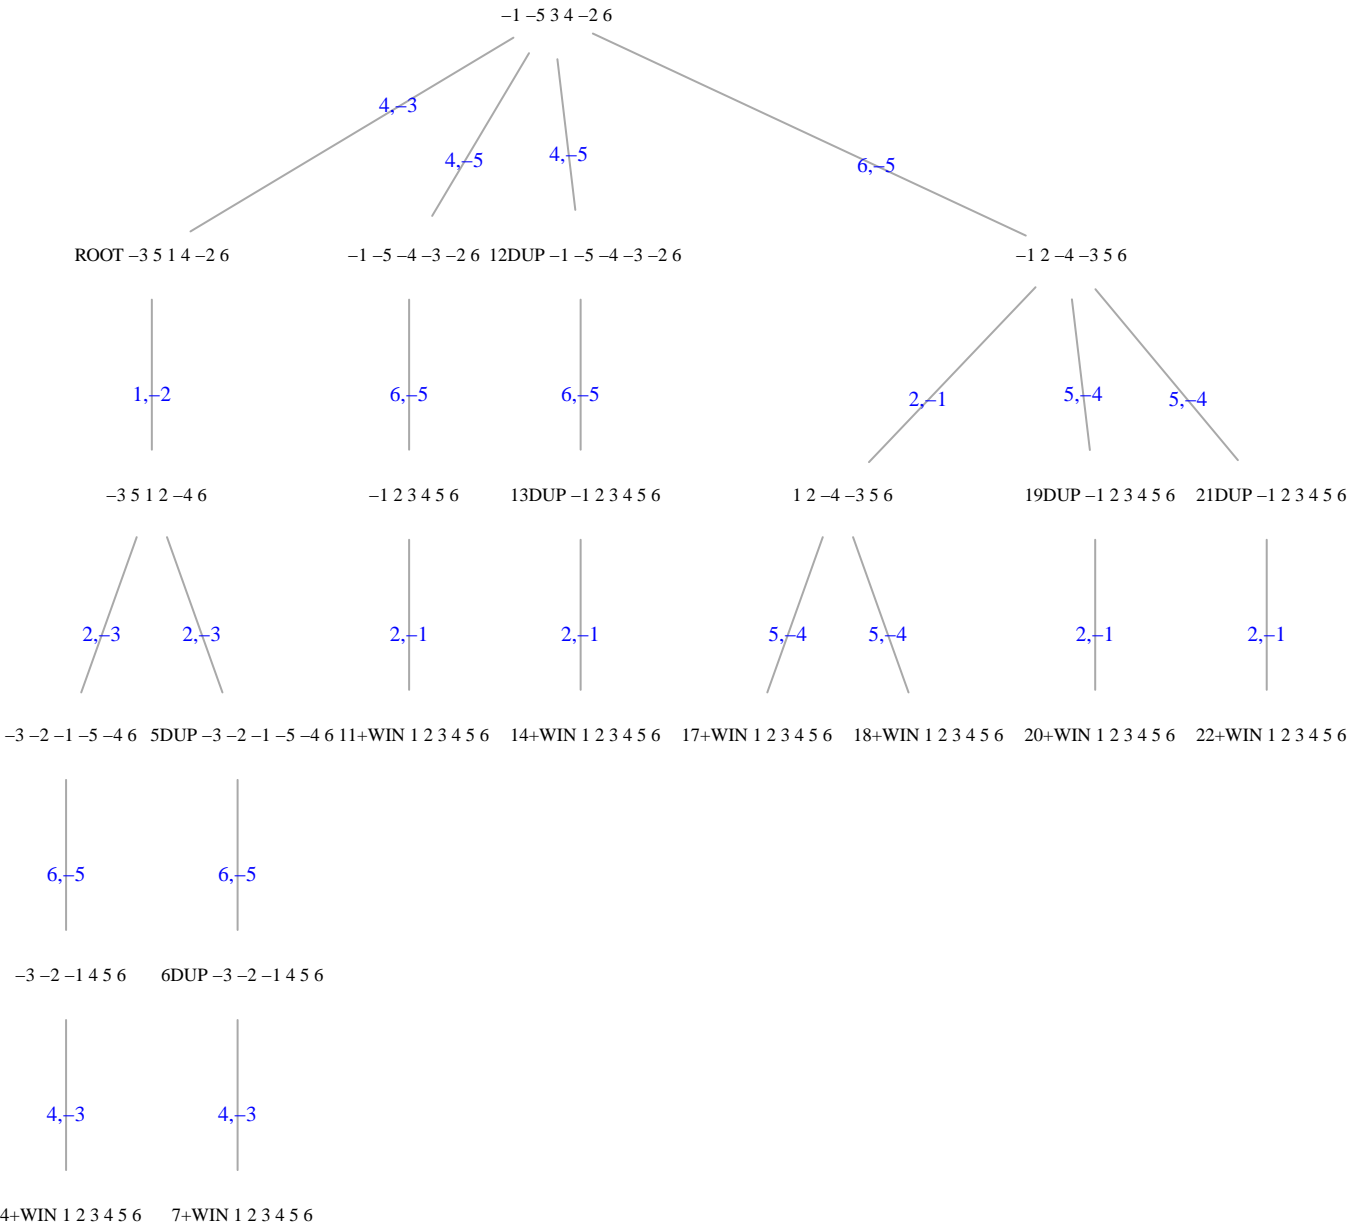 −1 −5 3 4 −2 6
4,−3
4,−5
4,−5
6,−5
ROOT −3 5 1 4 −2 6
−1 −5 −4 −3 −2 6
12DUP −1 −5 −4 −3 −2 6
−1 2 −4 −3 5 6
1,−2
6,−5
6,−5
2,−1
5,−4
5,−4
−3 5 1 2 −4 6
−1 2 3 4 5 6
13DUP −1 2 3 4 5 6
1 2 −4 −3 5 6
19DUP −1 2 3 4 5 6
21DUP −1 2 3 4 5 6
2,−3
2,−3
2,−1
2,−1
5,−4
5,−4
2,−1
2,−1
−3 −2 −1 −5 −4 6
5DUP −3 −2 −1 −5 −4 6
11+WIN 1 2 3 4 5 6
14+WIN 1 2 3 4 5 6
17+WIN 1 2 3 4 5 6
18+WIN 1 2 3 4 5 6
20+WIN 1 2 3 4 5 6
22+WIN 1 2 3 4 5 6
6,−5
6,−5
−3 −2 −1 4 5 6
6DUP −3 −2 −1 4 5 6
4,−3
4,−3
4+WIN 1 2 3 4 5 6
7+WIN 1 2 3 4 5 6